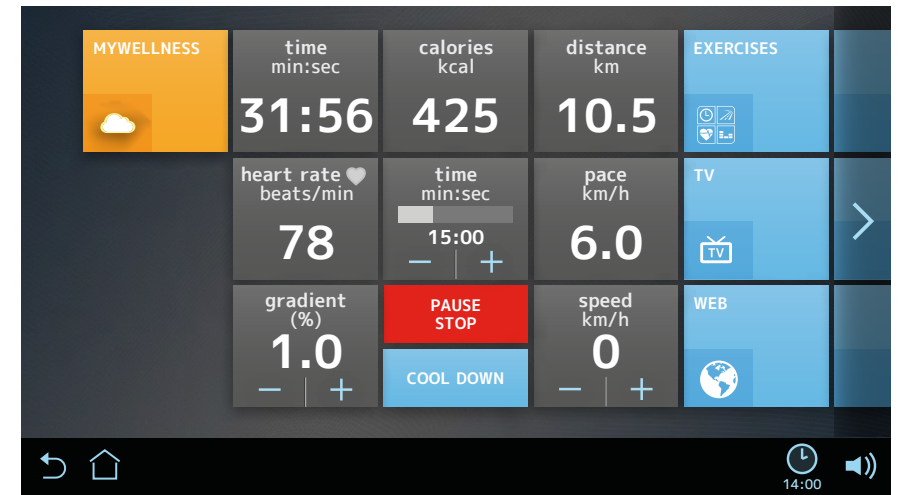 MYWELLNESS
time
min:sec
31:56
calories
kcal
425
distance
km
10.5
EXERCISES
heart rate
beats/min
78
time
min:sec
15:00
− +
pace
km/h
6.0
TV
TV
gradient
(%)
1.0
− +
PAUSE
STOP
COOL DOWN
speed
km/h
0
− +
WEB
14:00